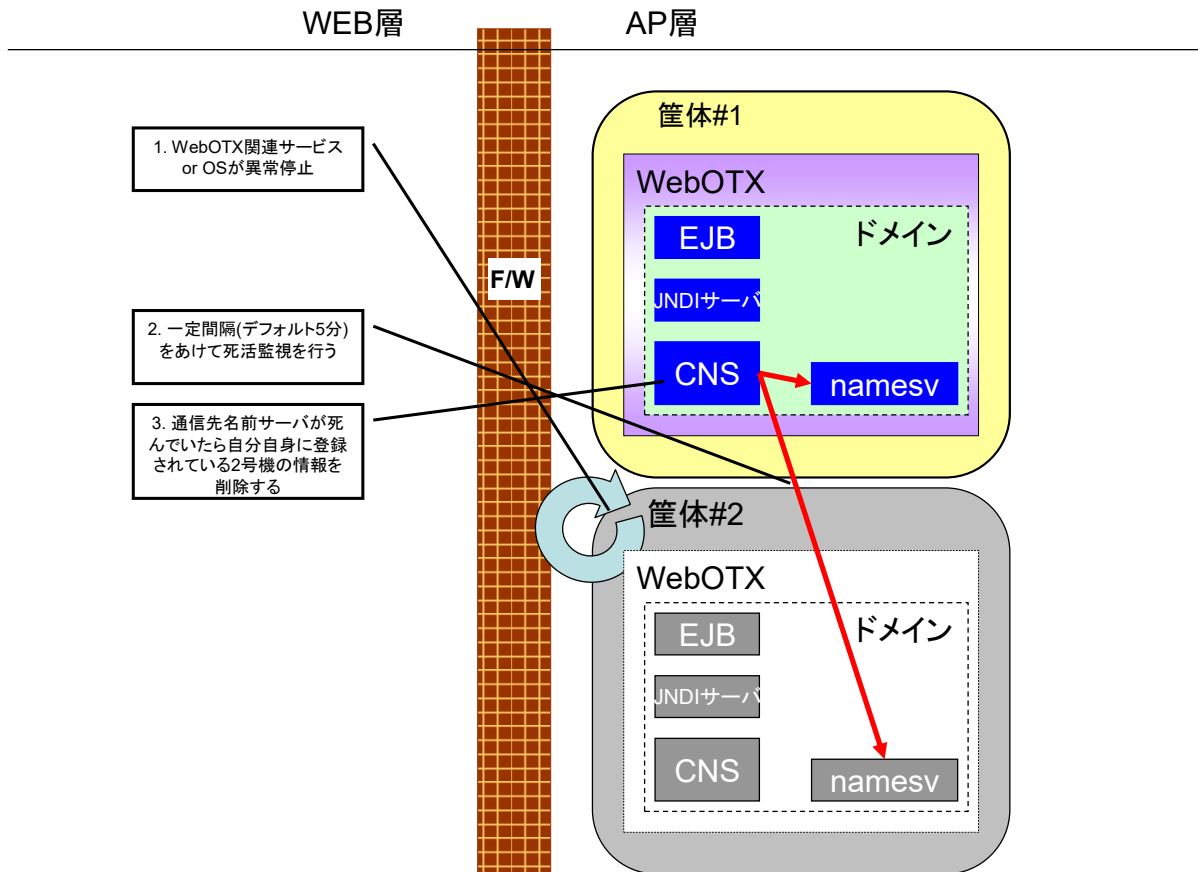 WEB層
AP層
1. WebOTX関連サービス
or OSが異常停止
2. 一定間隔(デフォルト5分)
をあけて死活監視を行う
3. 通信先名前サーバが死
んでいたら自分自身に登録
されている2号機の情報を
削除する
F/W
筐体#1
WebOTX
ドメイン
EJB
JNDIサーバ
CNS
namesv
筐体#2
WebOTX
ドメイン
EJB
JNDIサーバ
CNS
namesv